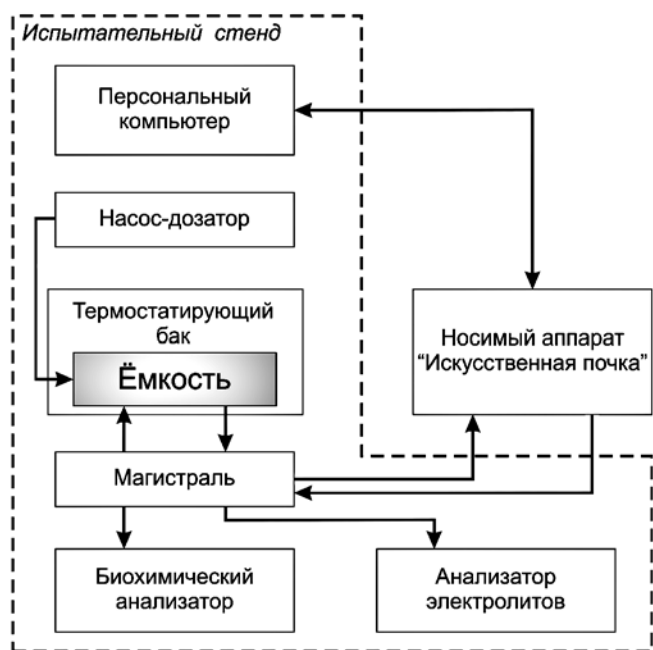 Испытательный стенд
Персональный
компьютер
Насос-дозатор
Термостатирующий
бак
Ёмкость
Носимый аппарат
“Искусственная почка”
Магистраль
Биохимический
анализатор
Анализатор
электролитов